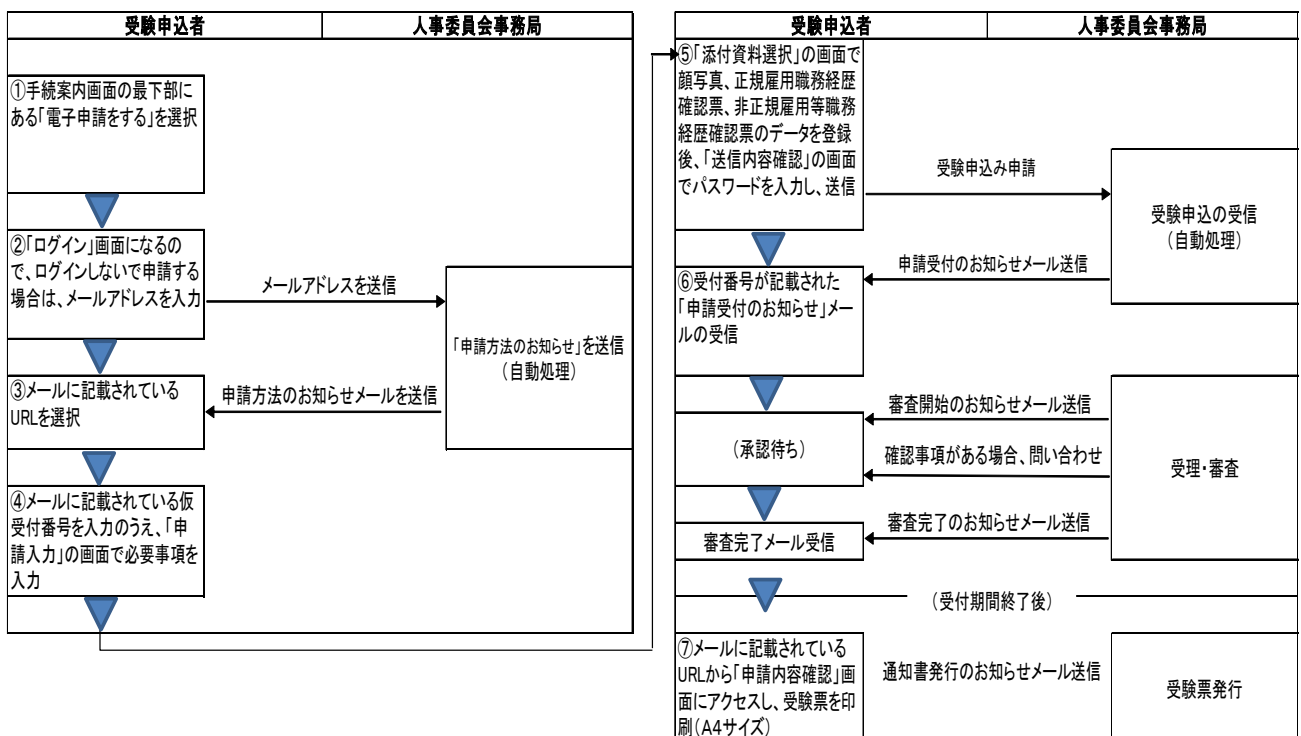 受験申込者
人事委員会事務局
①手続案内画面の最下部に
ある「電子申請をする」を選択
②「ログイン」画面になるの
で、ログインしないで申請する
場合は、メールアドレスを入力
メールアドレスを送信
「申請方法のお知らせ」を送信
(自動処理)
③メールに記載されている
URLを選択
申請方法のお知らせメールを送信
④メールに記載されている仮
受付番号を入力のうえ、「申
請入力」の画面で必要事項を
入力
受験申込者
人事委員会事務局
⑤「添付資料選択」の画面で
顔写真、正規雇用職務経歴
確認票、非正規雇用等職務
経歴確認票のデータを登録
後、「送信内容確認」の画面
でパスワードを入力し、送信
受験申込み申請
受験申込の受信
(自動処理)
申請受付のお知らせメール送信
⑥受付番号が記載された
「申請受付のお知らせ」メー
ルの受信
審査開始のお知らせメール送信
(承認待ち)
確認事項がある場合、問い合わせ
受理・審査
審査完了のお知らせメール送信
審査完了メール受信
(受付期間終了後)
⑦メールに記載されている
URLから「申請内容確認」画
面にアクセスし、受験票を印
刷(A4サイズ)
通知書発行のお知らせメール送信
受験票発行